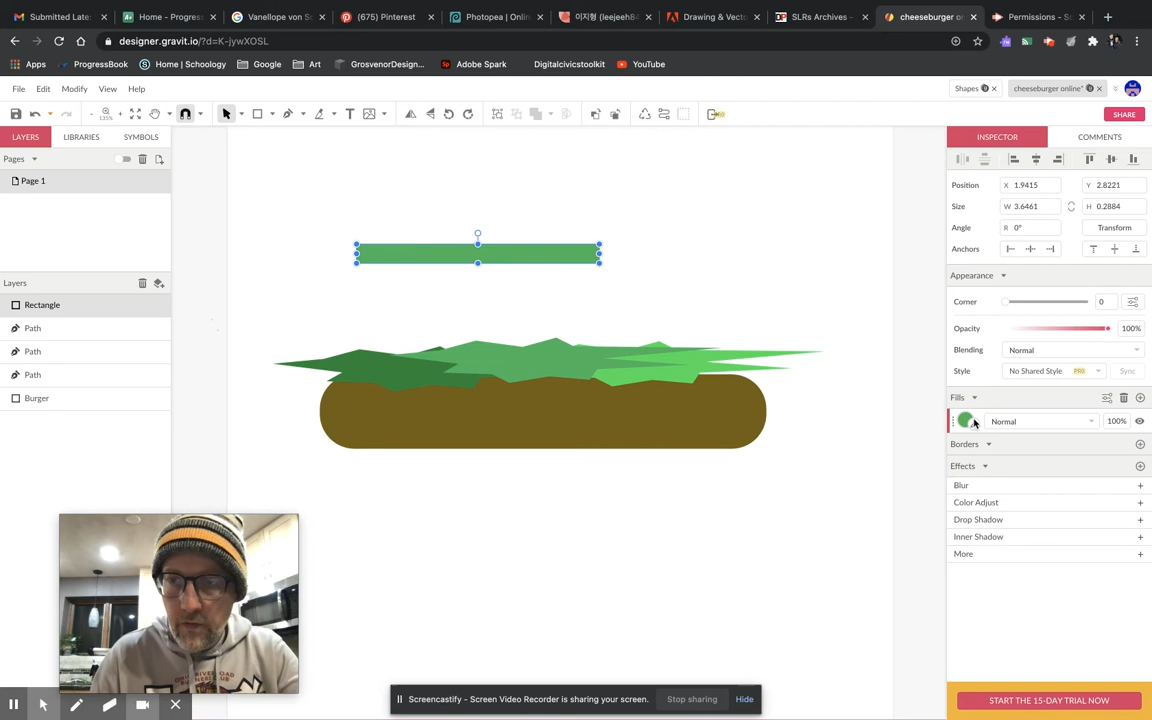 Submitted Late:
Home - Progress
Vanellope von Sc
(675) Pinterest
Photopea | Onlin
이지형 (leejeeh84
Drawing & Vecto
SLRs Archives -
cheeseburger on
Permissions - Sc
designer.gravit.io/?d=K-jywXOSL
Apps
ProgressBook
Home | Schoology
Google
Art
GrosvenorDesign...
Adobe Spark
Digitalcivicstoolkit
YouTube
File
Edit
Modify
View
Help
Shapes
cheeseburger online*
135%
SHARE
LAYERS
LIBRARIES
SYMBOLS
INSPECTOR
COMMENTS
Pages
Page 1
Layers
Rectangle
Path
Path
Path
Burger
Position
X 1.9415
Y 2.8221
Size
W 3.6461
H 0.2884
Angle
R 0°
Transform
Anchors
Appearance
Corner
0
Opacity
100%
Blending
Normal
Style
No Shared Style
PRO
Sync
Fills
Normal
100%
Borders
Effects
Blur
Color Adjust
Drop Shadow
Inner Shadow
More
START THE 15-DAY TRIAL NOW
Screencastify - Screen Video Recorder is sharing your screen.
Stop sharing
Hide